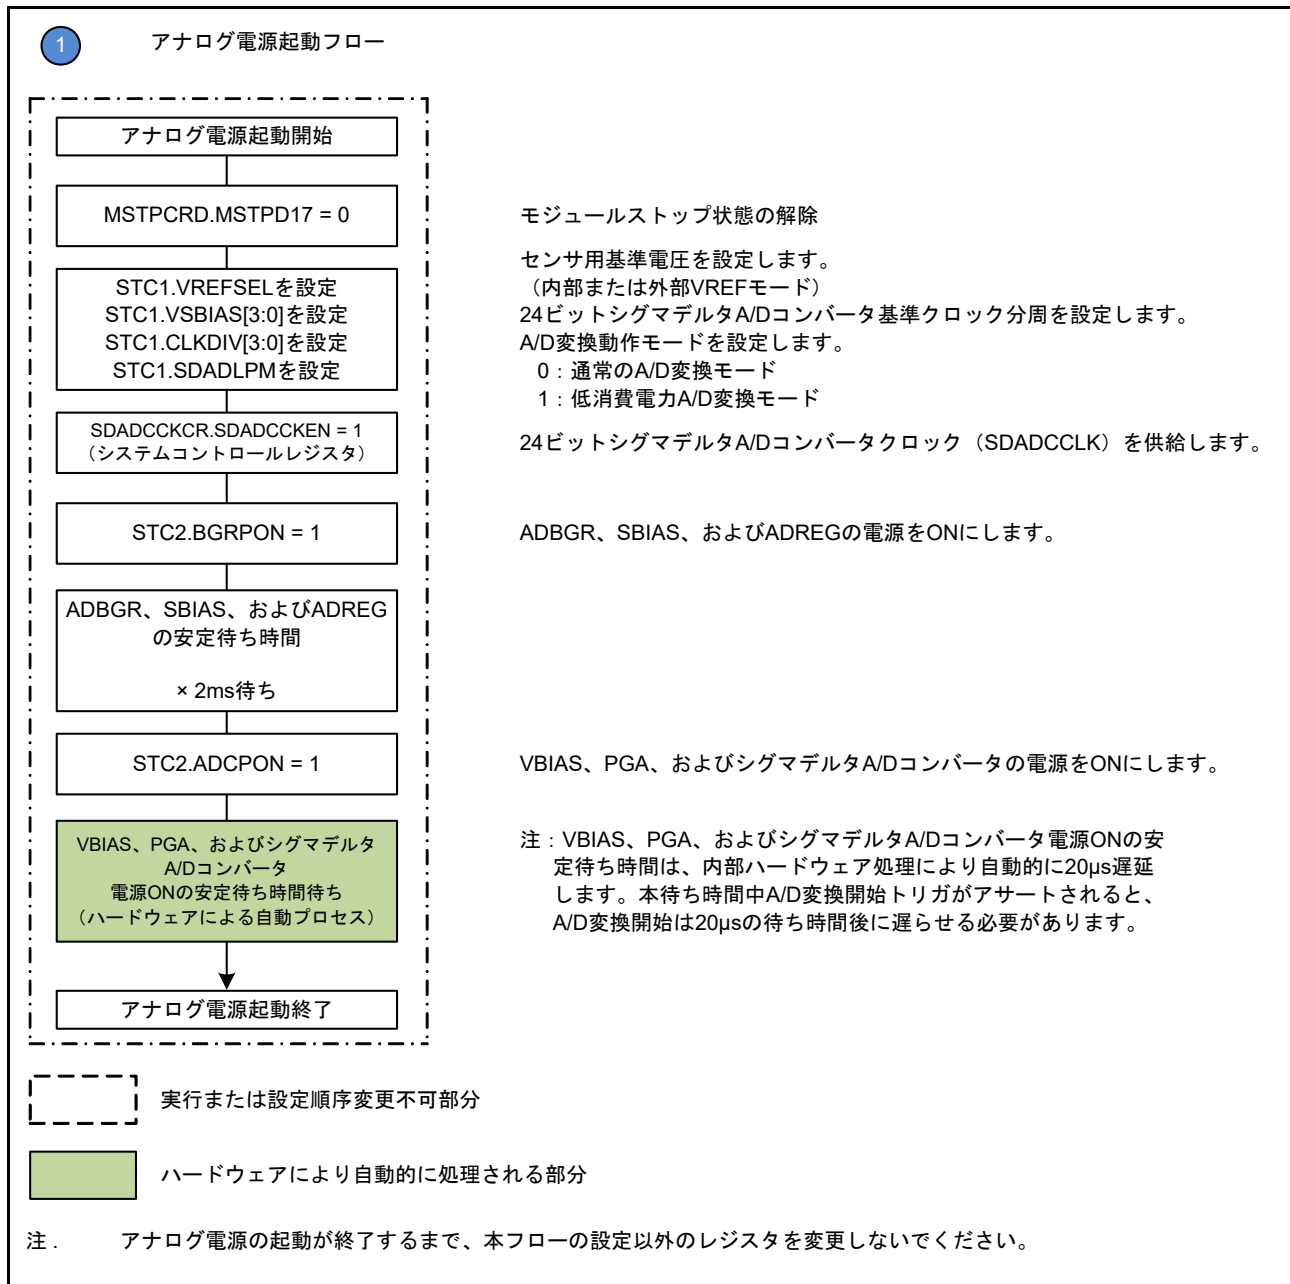 1
アナログ電源起動フロー
アナログ電源起動開始
MSTPCRD.MSTPD17 = 0
モジュールストップ状態の解除
STC1.VREFSELを設定
STC1.VSBIAS[3:0]を設定
STC1.CLKDIV[3:0]を設定
STC1.SDADLPMを設定
センサ用基準電圧を設定します。
（内部または外部VREFモード）
24ビットシグマデルタA/Dコンバータ基準クロック分周を設定します。
A/D変換動作モードを設定します。
0：通常のA/D変換モード
1：低消費電力A/D変換モード
SDADCCKCR.SDADCCKEN = 1
（システムコントロールレジスタ）
24ビットシグマデルタA/Dコンバータクロック（SDADCCLK）を供給します。
STC2.BGRPON = 1
ADBGR、SBIAS、およびADREGの電源をONにします。
ADBGR、SBIAS、およびADREG
の安定待ち時間
× 2ms待ち
STC2.ADCPON = 1
VBIAS、PGA、およびシグマデルタA/Dコンバータの電源をONにします。
VBIAS、PGA、およびシグマデルタ
A/Dコンバータ
電源ONの安定待ち時間待ち
（ハードウェアによる自動プロセス）
注：VBIAS、PGA、およびシグマデルタA/Dコンバータ電源ONの安
定待ち時間は、内部ハードウェア処理により自動的に20µs遅延
します。本待ち時間中A/D変換開始トリガがアサートされると、
A/D変換開始は20µsの待ち時間後に遅らせる必要があります。
アナログ電源起動終了
実行または設定順序変更不可部分
ハードウェアにより自動的に処理される部分
注． アナログ電源の起動が終了するまで、本フローの設定以外のレジスタを変更しないでください。